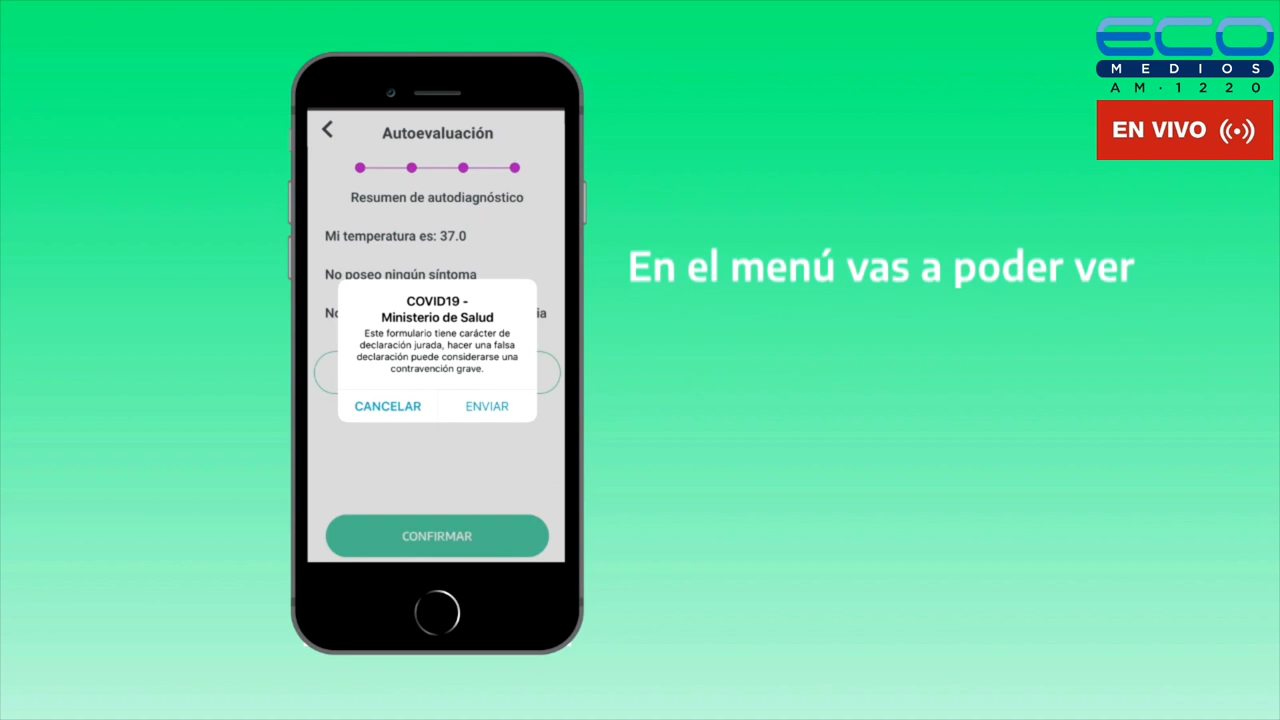 ECO
MEDIOS
AM·1220
EN VIVO
Autoevaluación
Resumen de autodiagnóstico
Mi temperatura es: 37.0
No poseo ningún síntoma
COVID19 -
Ministerio de Salud
Este formulario tiene carácter de
declaración jurada, hacer una falsa
declaración puede considerarse una
contravención grave.
CANCELAR ENVIAR
CONFIRMAR
En el menú vas a poder ver